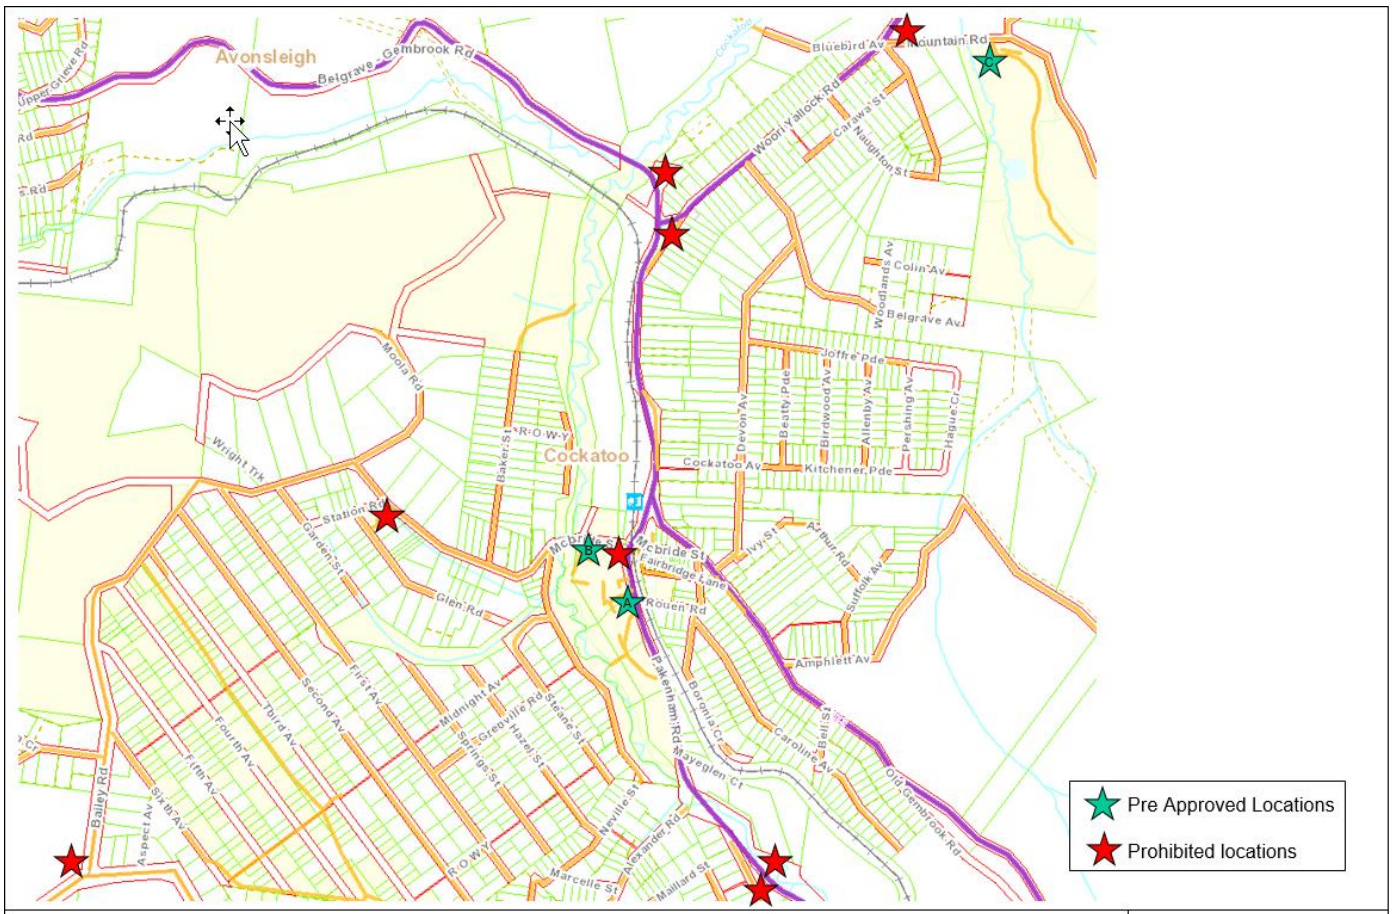 Avonsleigh
Upper Grieve Rd
Belgrave - Gembrook Rd
Cockatoo
Bluebird Av
Mountain Rd
C
Rd
s Rd
Woori Yallock Rd
Carawa St
Naughton St
Woodlands Av
Colin Av
Belgrave Av
Joffre Pde
Moola Rd
Devon Av
Beatty Pde
Birdwood Av
Allenby Av
Pershing Av
Hague Cr
R O W Y
Baker St
Cockatoo
Cockatoo Av
Kitchener Pde
Wright Trk
Station Rd
Garden St
Mcbride St
B
Mcbride St
Fairbridge Lane
Ivy St
Arthur Rd
Suffolk Av
Glen Rd
A
Rouen Rd
Amphlett Av
Pakenham Rd
Boronia Cr
First Av
Second Av
Third Av
Fourth Av
Fifth Av
Sixth Av
Midnight Av
Grenville Rd
Steane St
Hazel St
Springs St
Caroline Av
Bell St
Old Gembrook Rd
Mayeglen Ct
Cr
Bailey Rd
Aspect Av
Neville St
Alexander Rd
R O W Y
Marcelle St
Maillard St
Pre Approved Locations
Prohibited locations